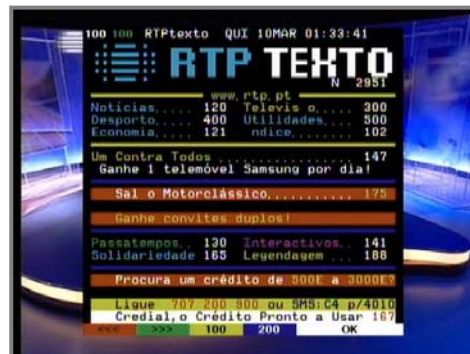 100 100 RTPtexto QUI 10MAR 01:33:41
RTP TEXTO
N 2951
www.rtp.pt
Notícias..... 120 Televis o..... 300
Desporto..... 400 Utilidades.... 500
Economia..... 121 ndice....... 102
Um Contra Todos .................. 147
Ganhe 1 telemóvel Samsung por dia!
Sal o Motorclássico.......... 175
Ganhe convites duplos!
Passatempos.. 130 Interactivos.. 141
Solidariedade 165 Legendagem ... 188
Procura um crédito de 500E a 3000E?
Ligue 707 200 900 ou SMS:C4 p/4010
Credial,o Crédito Pronto a Usar 167
<<< >>> 100 200 OK